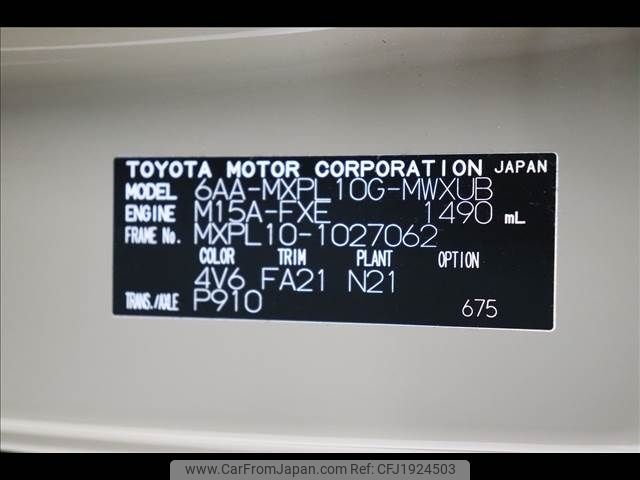 TOYOTA MOTOR CORPORATION JAPAN
MODEL 6AA-MXPL10G-MWXUB
ENGINE M15A-FXE 1490 mL
FRAME No. MXPL10-1027062
COLOR TRIM PLANT OPTION
4V6 FA21 N21
TRANS./AXLE P910 675
www.CarFromJapan.com Ref:CFJ1924503